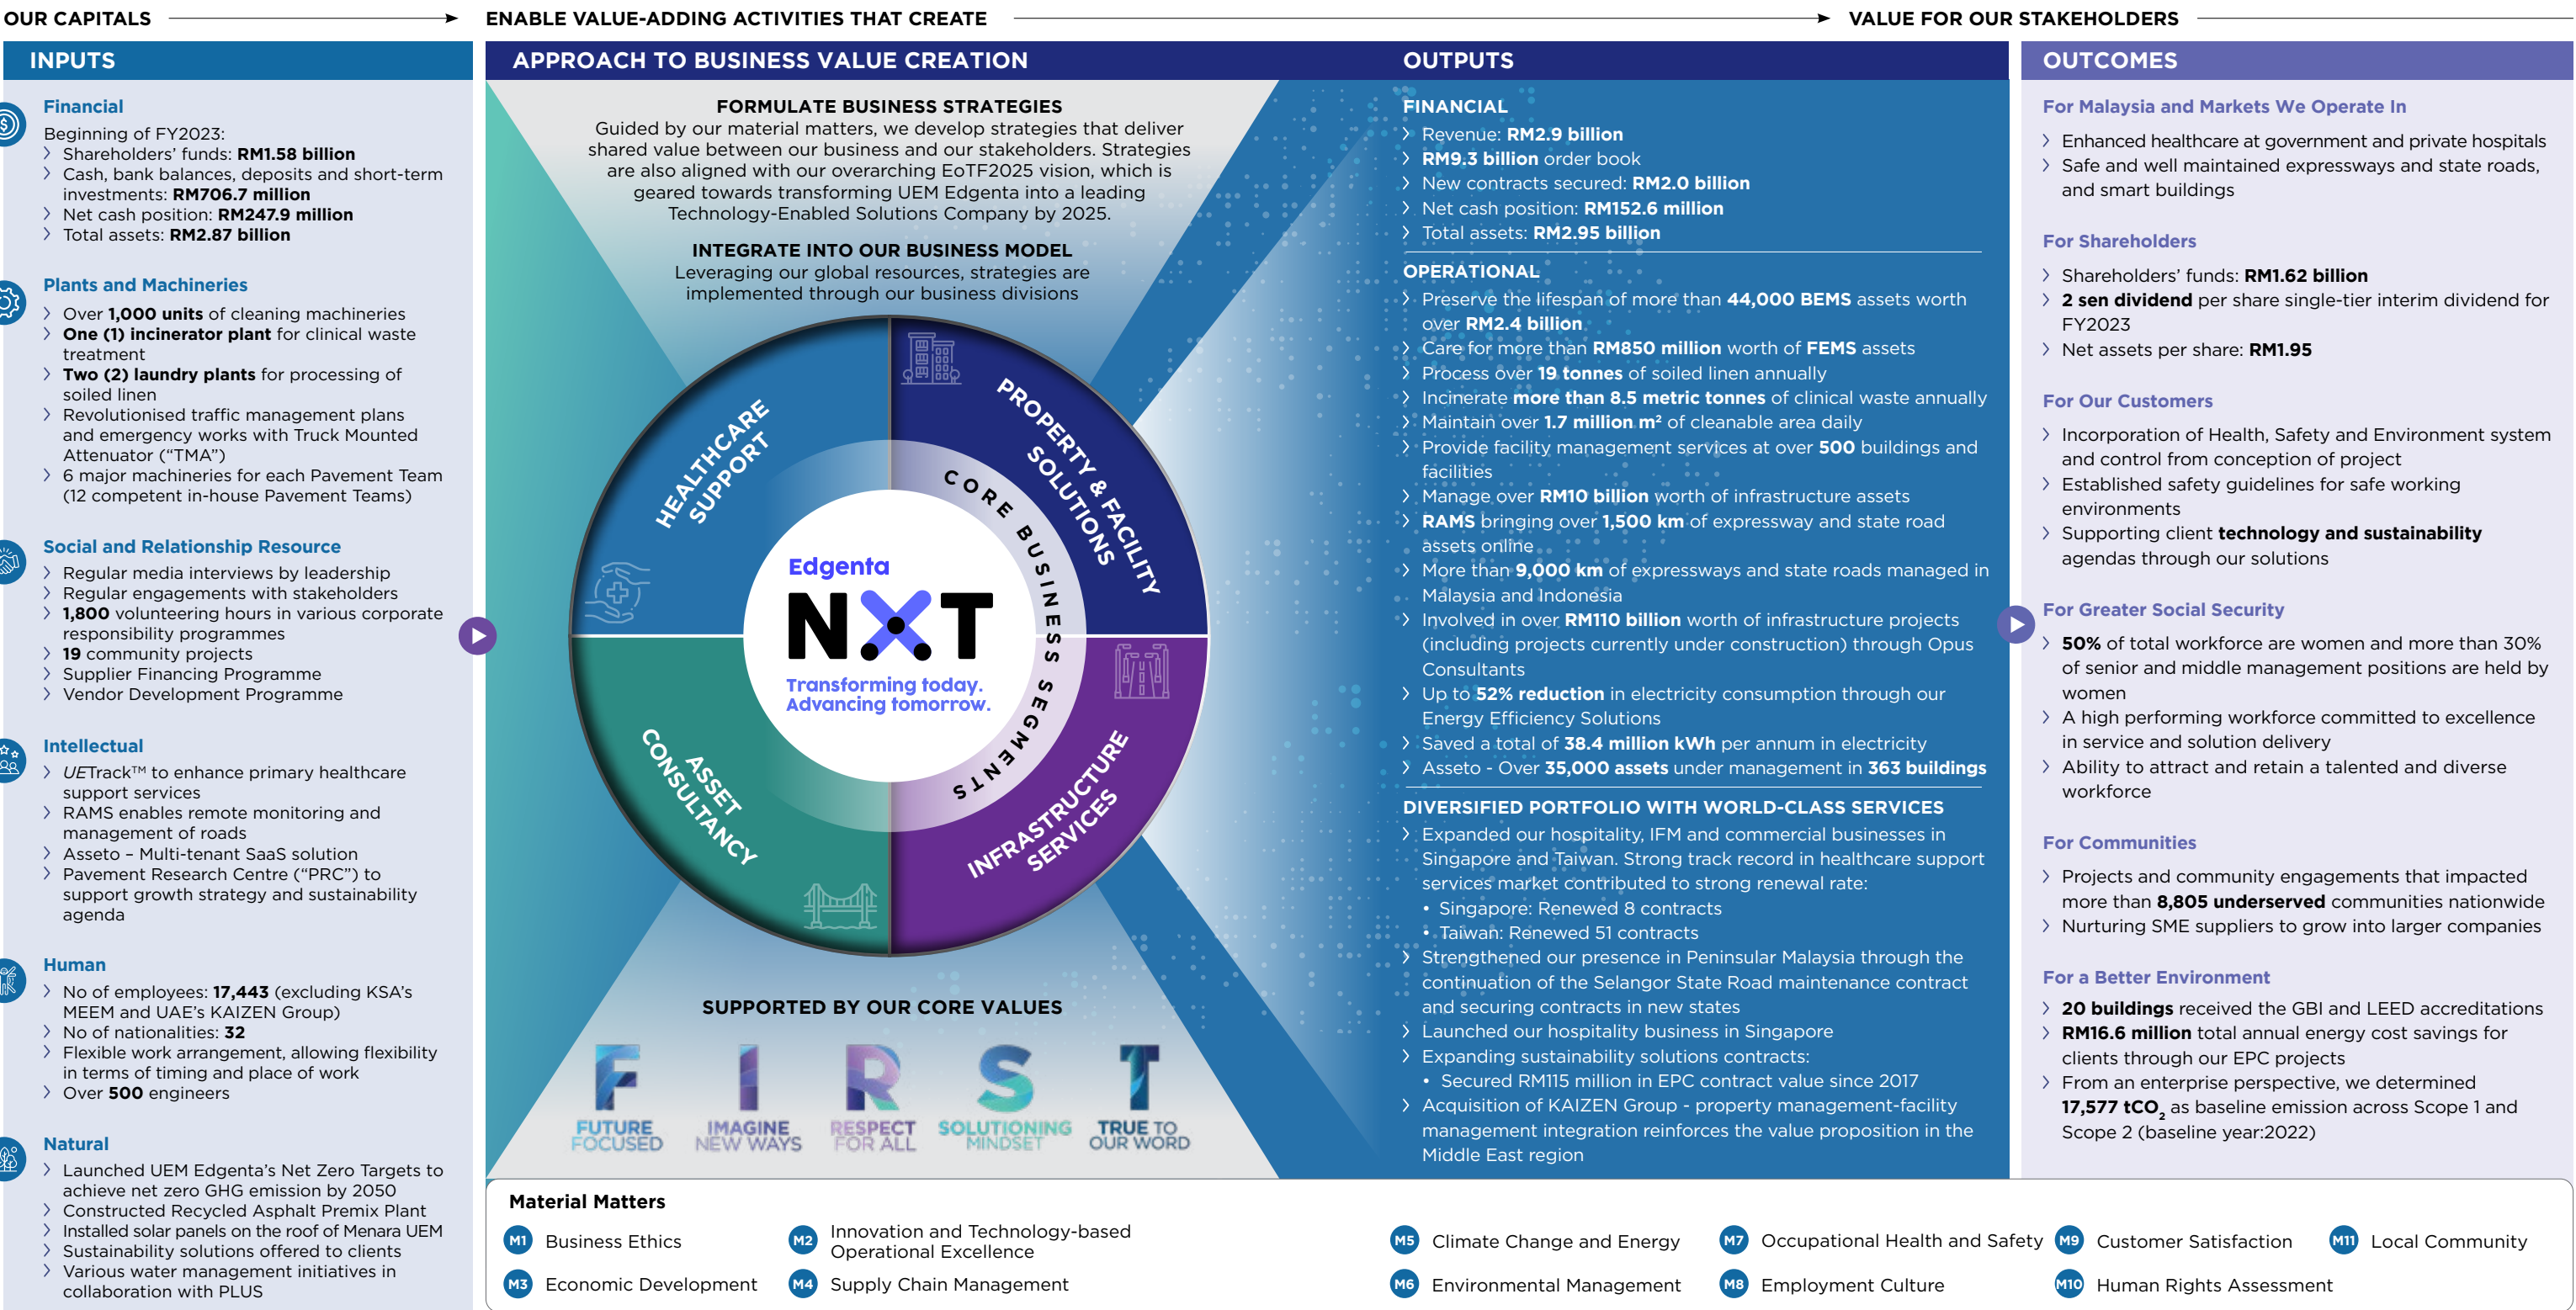 OUR CAPITALS
ENABLE VALUE-ADDING ACTIVITIES THAT CREATE
VALUE FOR OUR STAKEHOLDERS
INPUTS
Financial
Beginning of FY2023:
Shareholders' funds: RM1.58 billion
Cash, bank balances, deposits and short-term
investments: RM706.7 million
Net cash position: RM247.9 million
Total assets: RM2.87 billion
Plants and Machineries
Over 1,000 units of cleaning machineries
One (1) incinerator plant for clinical waste
treatment
Two (2) laundry plants for processing of
soiled linen
Revolutionised traffic management plans
and emergency works with Truck Mounted
Attenuator ("TMA")
6 major machineries for each Pavement Team
(12 competent in-house Pavement Teams)
Social and Relationship Resource
Regular media interviews by leadership
Regular engagements with stakeholders
1,800 volunteering hours in various corporate
responsibility programmes
19 community projects
Supplier Financing Programme
Vendor Development Programme
Intellectual
UETrack™ to enhance primary healthcare
support services
RAMS enables remote monitoring and
management of roads
Asseto – Multi-tenant SaaS solution
Pavement Research Centre ("PRC") to
support growth strategy and sustainability
agenda
Human
No of employees: 17,443 (excluding KSA's
MEEM and UAE's KAIZEN Group)
No of nationalities: 32
Flexible work arrangement, allowing flexibility
in terms of timing and place of work
Over 500 engineers
Natural
Launched UEM Edgenta's Net Zero Targets to
achieve net zero GHG emission by 2050
Constructed Recycled Asphalt Premix Plant
Installed solar panels on the roof of Menara UEM
Sustainability solutions offered to clients
Various water management initiatives in
collaboration with PLUS
APPROACH TO BUSINESS VALUE CREATION
FORMULATE BUSINESS STRATEGIES
Guided by our material matters, we develop strategies that deliver
shared value between our business and our stakeholders. Strategies
are also aligned with our overarching EoTF2025 vision, which is
geared towards transforming UEM Edgenta into a leading
Technology-Enabled Solutions Company by 2025.
INTEGRATE INTO OUR BUSINESS MODEL
Leveraging our global resources, strategies are
implemented through our business divisions
HEALTHCARE
SUPPORT
PROPERTY & FACILITY
SOLUTIONS
CORE BUSINESS SEGMENTS
Edgenta
NXT
Transforming today.
Advancing tomorrow.
ASSET
CONSULTANCY
INFRASTRUCTURE
SERVICES
SUPPORTED BY OUR CORE VALUES
F I R S T
FUTURE
FOCUSED
IMAGINE
NEW WAYS
RESPECT
FOR ALL
SOLUTIONING
MINDSET
TRUE TO
OUR WORD
OUTPUTS
FINANCIAL
Revenue: RM2.9 billion
RM9.3 billion order book
New contracts secured: RM2.0 billion
Net cash position: RM152.6 million
Total assets: RM2.95 billion
OPERATIONAL
Preserve the lifespan of more than 44,000 BEMS assets worth
over RM2.4 billion
Care for more than RM850 million worth of FEMS assets
Process over 19 tonnes of soiled linen annually
Incinerate more than 8.5 metric tonnes of clinical waste annually
Maintain over 1.7 million m² of cleanable area daily
Provide facility management services at over 500 buildings and
facilities
Manage over RM10 billion worth of infrastructure assets
RAMS bringing over 1,500 km of expressway and state road
assets online
More than 9,000 km of expressways and state roads managed in
Malaysia and Indonesia
Involved in over RM110 billion worth of infrastructure projects
(including projects currently under construction) through Opus
Consultants
Up to 52% reduction in electricity consumption through our
Energy Efficiency Solutions
Saved a total of 38.4 million kWh per annum in electricity
Asseto - Over 35,000 assets under management in 363 buildings
DIVERSIFIED PORTFOLIO WITH WORLD-CLASS SERVICES
Expanded our hospitality, IFM and commercial businesses in
Singapore and Taiwan. Strong track record in healthcare support
services market contributed to strong renewal rate:
• Singapore: Renewed 8 contracts
• Taiwan: Renewed 51 contracts
Strengthened our presence in Peninsular Malaysia through the
continuation of the Selangor State Road maintenance contract
and securing contracts in new states
Launched our hospitality business in Singapore
Expanding sustainability solutions contracts:
• Secured RM115 million in EPC contract value since 2017
Acquisition of KAIZEN Group - property management-facility
management integration reinforces the value proposition in the
Middle East region
OUTCOMES
For Malaysia and Markets We Operate In
Enhanced healthcare at government and private hospitals
Safe and well maintained expressways and state roads,
and smart buildings
For Shareholders
Shareholders' funds: RM1.62 billion
2 sen dividend per share single-tier interim dividend for
FY2023
Net assets per share: RM1.95
For Our Customers
Incorporation of Health, Safety and Environment system
and control from conception of project
Established safety guidelines for safe working
environments
Supporting client technology and sustainability
agendas through our solutions
For Greater Social Security
50% of total workforce are women and more than 30%
of senior and middle management positions are held by
women
A high performing workforce committed to excellence
in service and solution delivery
Ability to attract and retain a talented and diverse
workforce
For Communities
Projects and community engagements that impacted
more than 8,805 underserved communities nationwide
Nurturing SME suppliers to grow into larger companies
For a Better Environment
20 buildings received the GBI and LEED accreditations
RM16.6 million total annual energy cost savings for
clients through our EPC projects
From an enterprise perspective, we determined
17,577 tCO₂ as baseline emission across Scope 1 and
Scope 2 (baseline year:2022)
Material Matters
M1 Business Ethics
M2 Innovation and Technology-based
Operational Excellence
M3 Economic Development
M4 Supply Chain Management
M5 Climate Change and Energy
M6 Environmental Management
M7 Occupational Health and Safety
M8 Employment Culture
M9 Customer Satisfaction
M10 Human Rights Assessment
M11 Local Community